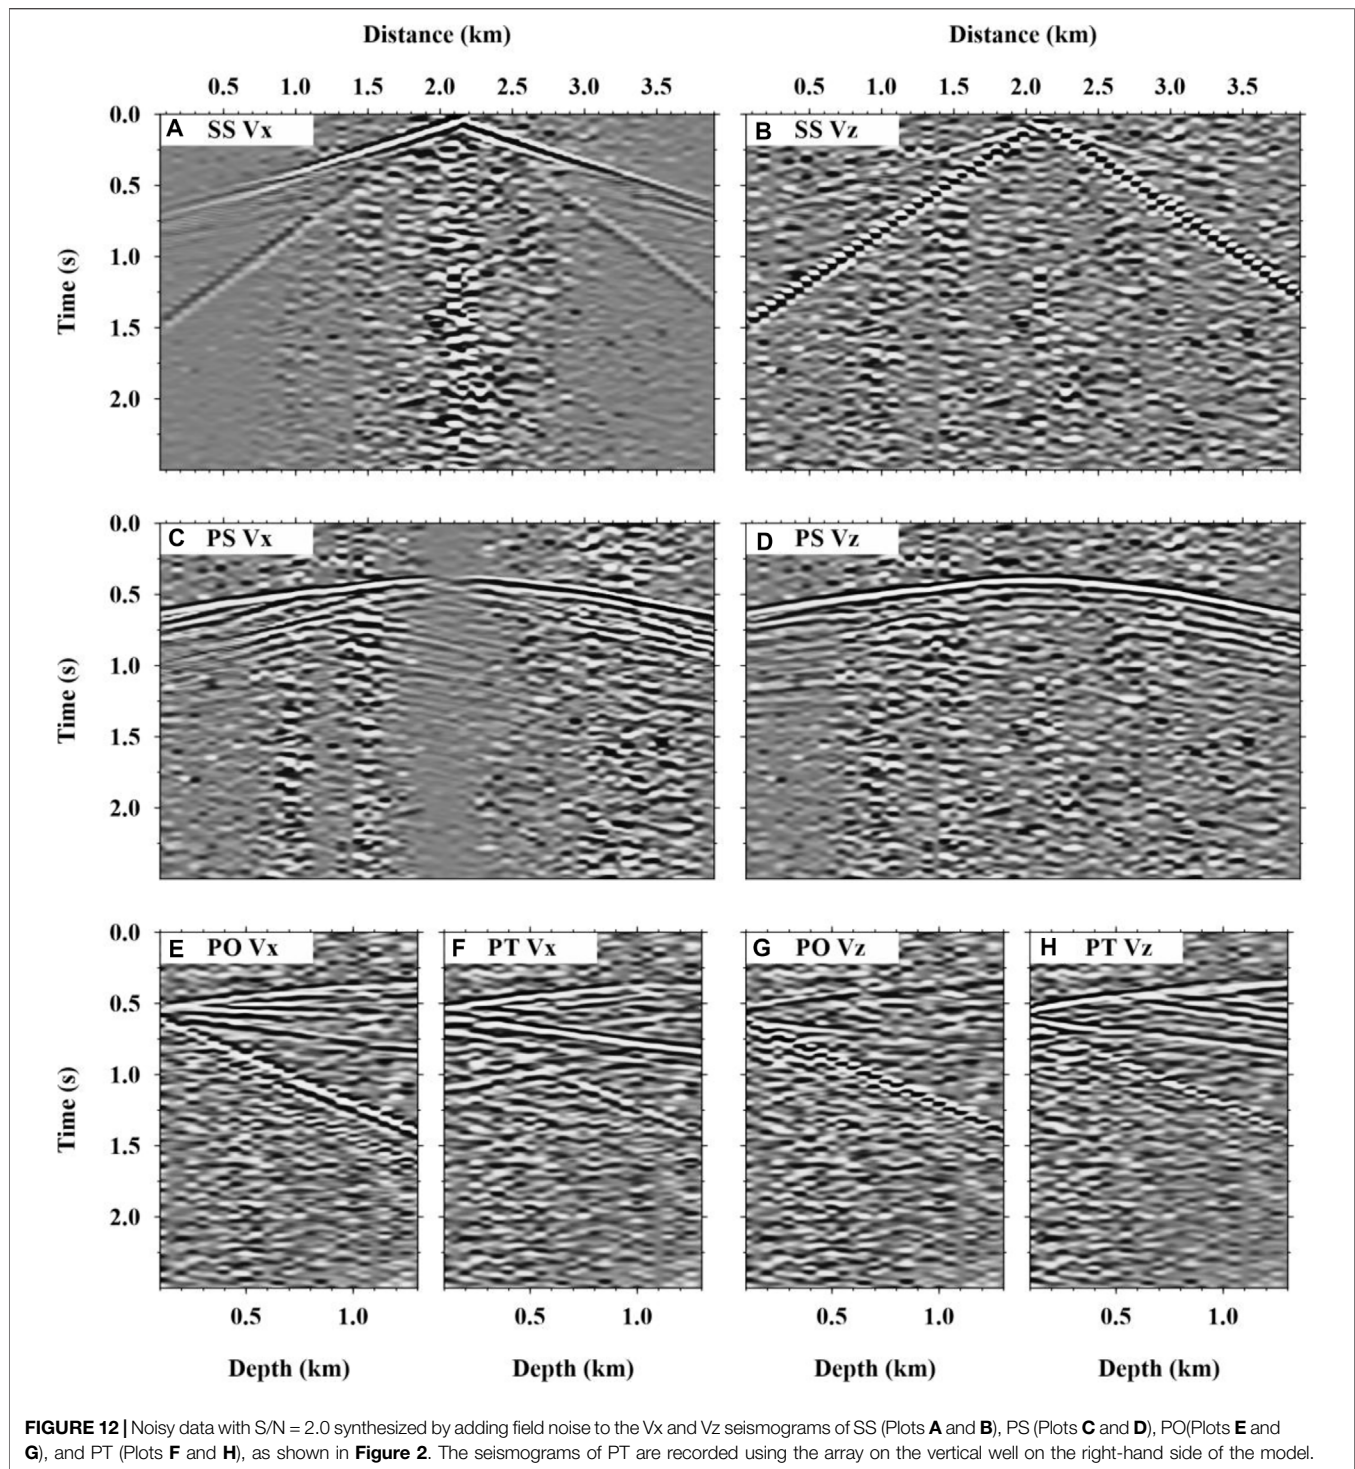 Distance (km) Distance (km)
0.5 1.0 1.5 2.0 2.5 3.0 3.5 0.5 1.0 1.5 2.0 2.5 3.0 3.5
0.0 A SS Vx B SS Vz
0.5
1.0
1.5
2.0
Time (s)
0.0 C PS Vx D PS Vz
0.5
1.0
1.5
2.0
Time (s)
0.0 E PO Vx F PT Vx G PO Vz H PT Vz
0.5
1.0
1.5
2.0
Time (s)
0.5 1.0 0.5 1.0 0.5 1.0 0.5 1.0
Depth (km) Depth (km) Depth (km) Depth (km)
FIGURE 12 | Noisy data with S/N = 2.0 synthesized by adding field noise to the Vx and Vz seismograms of SS (Plots A and B), PS (Plots C and D), PO(Plots E and
G), and PT (Plots F and H), as shown in Figure 2. The seismograms of PT are recorded using the array on the vertical well on the right-hand side of the model.